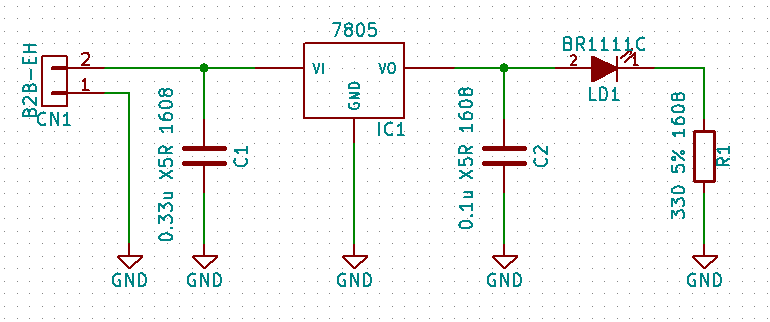 7805
BR1111C
B2B-EH
2
1
CN1
VI
VO
GND
IC1
2
1
LD1
0.33u X5R 1608
C1
0.1u X5R 1608
C2
330 5% 1608
R1
GND
GND
GND
GND
GND